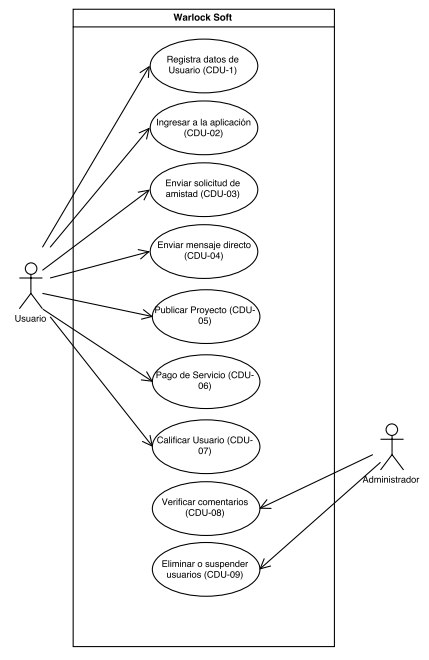 Warlock Soft
Registra datos de
Usuario (CDU-1)
Ingresar a la aplicación
(CDU-02)
Enviar solicitud de
amistad (CDU-03)
Enviar mensaje directo
(CDU-04)
Usuario
Publicar Proyecto (CDU-
05)
Pago de Servicio (CDU-
06)
Calificar Usuario (CDU-
07)
Administrador
Verificar comentarios
(CDU-08)
Eliminar o suspender
usuarios (CDU-09)